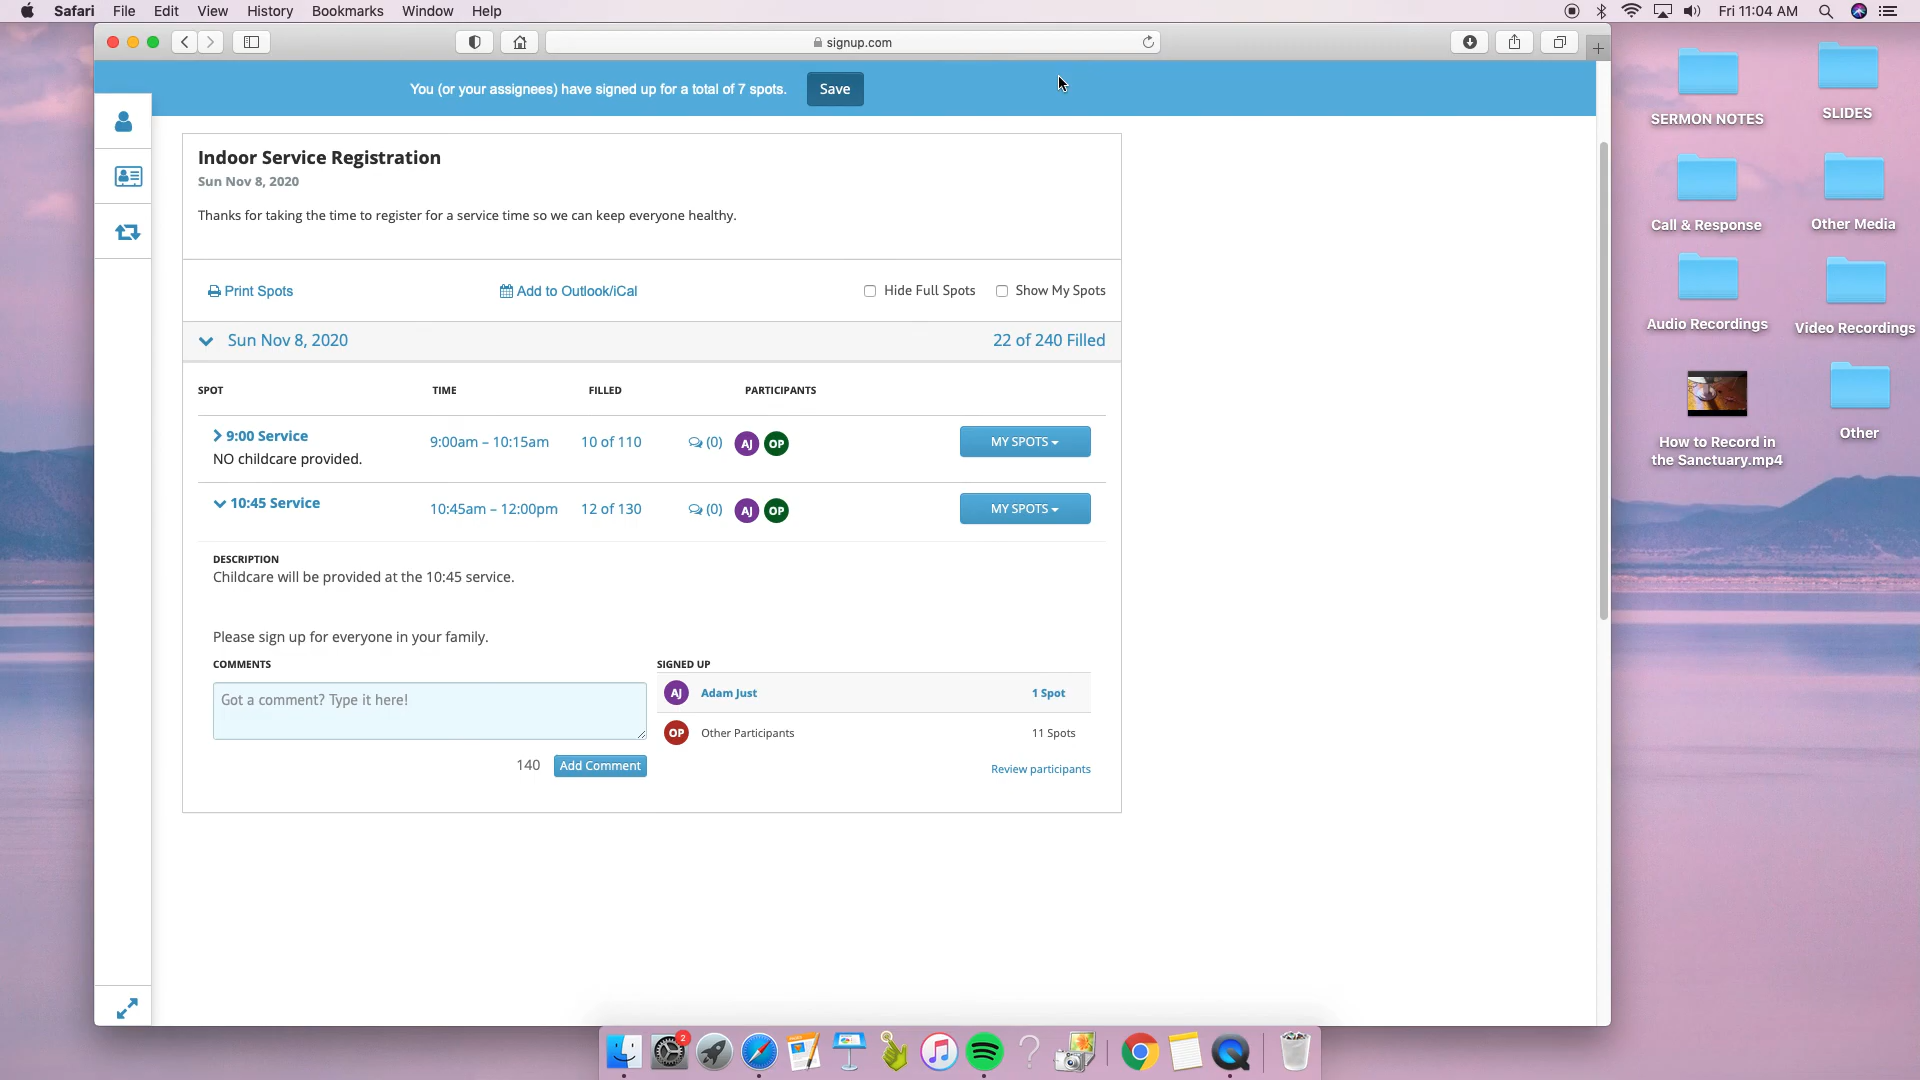 Safari File Edit View History Bookmarks Window Help Fri 11:04 AM
signup.com
You (or your assignees) have signed up for a total of 7 spots. Save
Indoor Service Registration
Sun Nov 8, 2020
Thanks for taking the time to register for a service time so we can keep everyone healthy.
Print Spots Add to Outlook/iCal Hide Full Spots Show My Spots
Sun Nov 8, 2020 22 of 240 Filled
SPOT TIME FILLED PARTICIPANTS
9:00 Service 9:00am – 10:15am 10 of 110 (0) AJ OP MY SPOTS
NO childcare provided.
10:45 Service 10:45am – 12:00pm 12 of 130 (0) AJ OP MY SPOTS
DESCRIPTION
Childcare will be provided at the 10:45 service.
Please sign up for everyone in your family.
COMMENTS SIGNED UP
Got a comment? Type it here!
AJ Adam Just 1 Spot
OP Other Participants 11 Spots
140 Add Comment
Review participants
SERMON NOTES SLIDES
Call & Response Other Media
Audio Recordings Video Recordings
How to Record in
the Sanctuary.mp4
Other
2